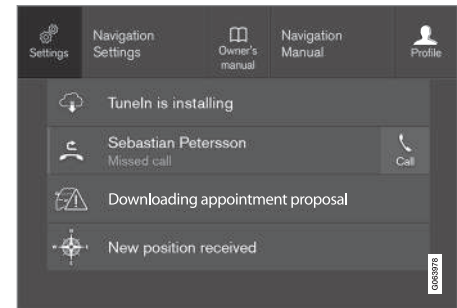 Settings
Navigation
Settings
Owner's
manual
Navigation
Manual
Profile
TuneIn is installing
Sebastian Petersson
Missed call
Call
Downloading appointment proposal
New position received
G063978